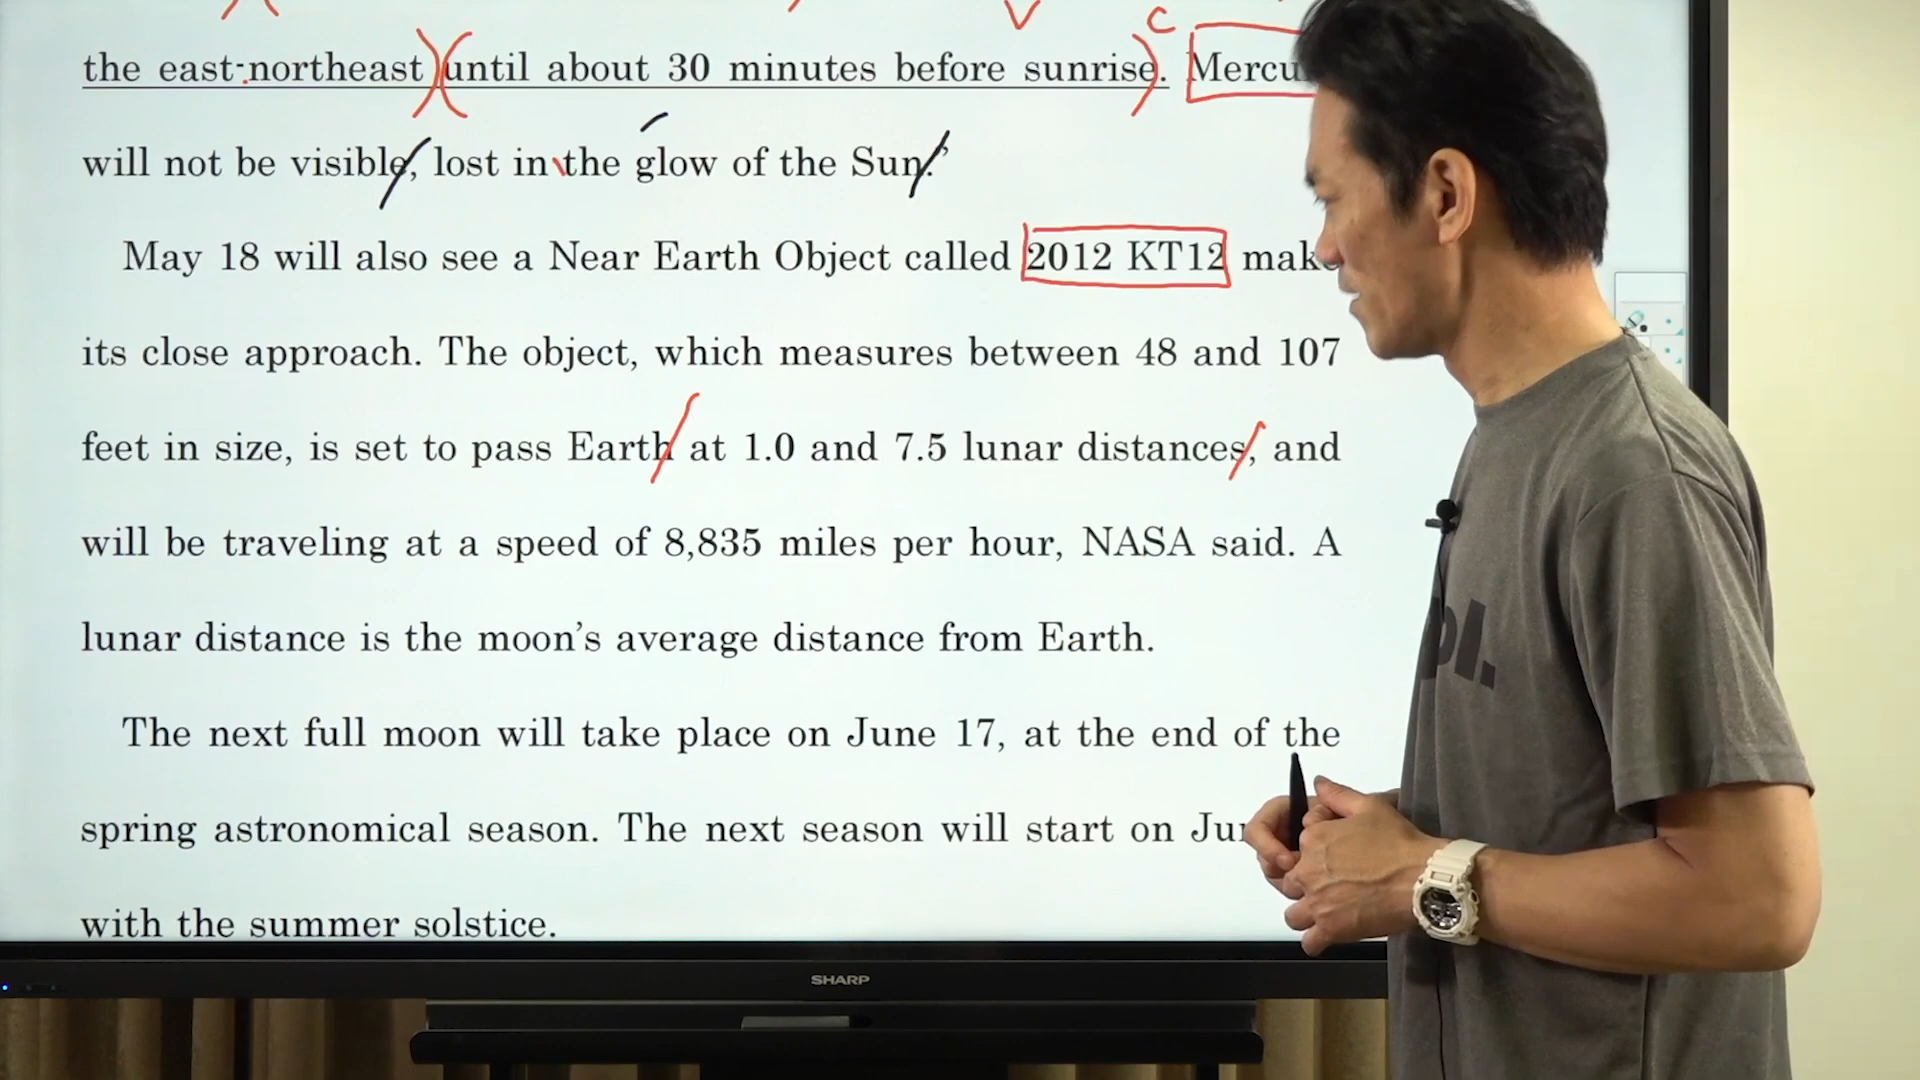 the east-northeast until about 30 minutes before sunrise.
will not be visible, lost in the glow of the Sun.”
May 18 will also see a Near Earth Object called 2012 KT12
its close approach. The object, which measures between 48 and 107
feet in size, is set to pass Earth at 1.0 and 7.5 lunar distances, and
will be traveling at a speed of 8,835 miles per hour, NASA said. A
lunar distance is the moon’s average distance from Earth.
The next full moon will take place on June 17, at the end of the
spring astronomical season. The next season will start on
with the summer solstice.
SHARP